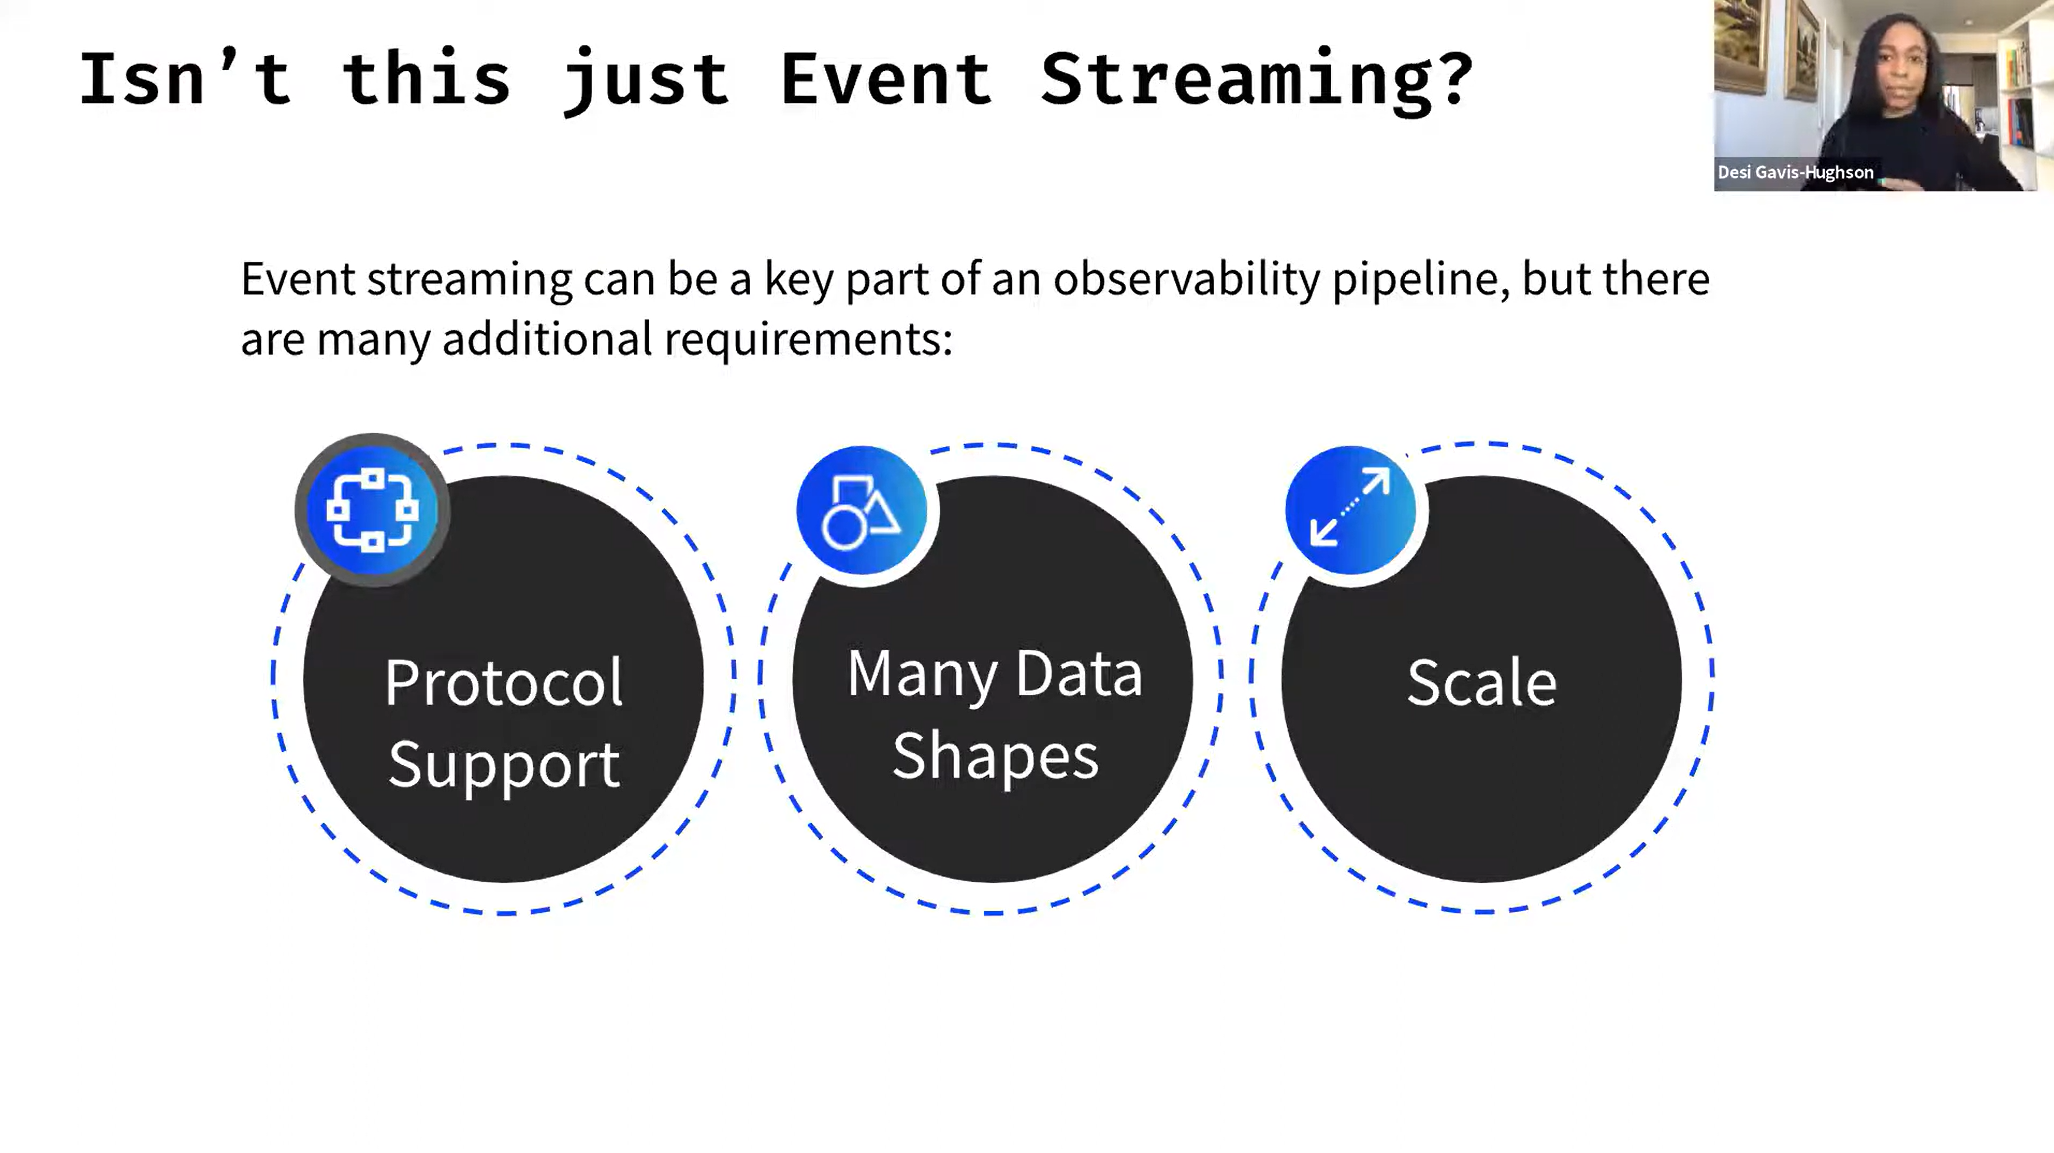 Isn’t this just Event Streaming?
Desi Gavis-Hughson
Event streaming can be a key part of an observability pipeline, but there
are many additional requirements:
Protocol
Support
Many Data
Shapes
Scale